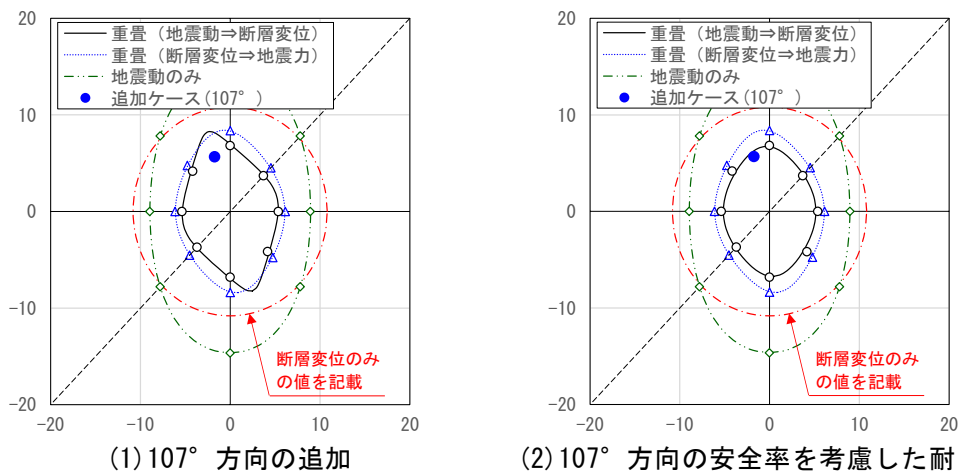 20
10
0
-10
-20
-20
-10
0
10
20
重畳（地震動⇒断層変位）
重畳（断層変位⇒地震力）
地震動のみ
追加ケース(107°)
断層変位のみ
の値を記載
(1)107°方向の追加
20
10
0
-10
-20
-20
-10
0
10
20
重畳（地震動⇒断層変位）
重畳（断層変位⇒地震力）
地震動のみ
追加ケース(107°)
断層変位のみ
の値を記載
(2)107°方向の安全率を考慮した耐